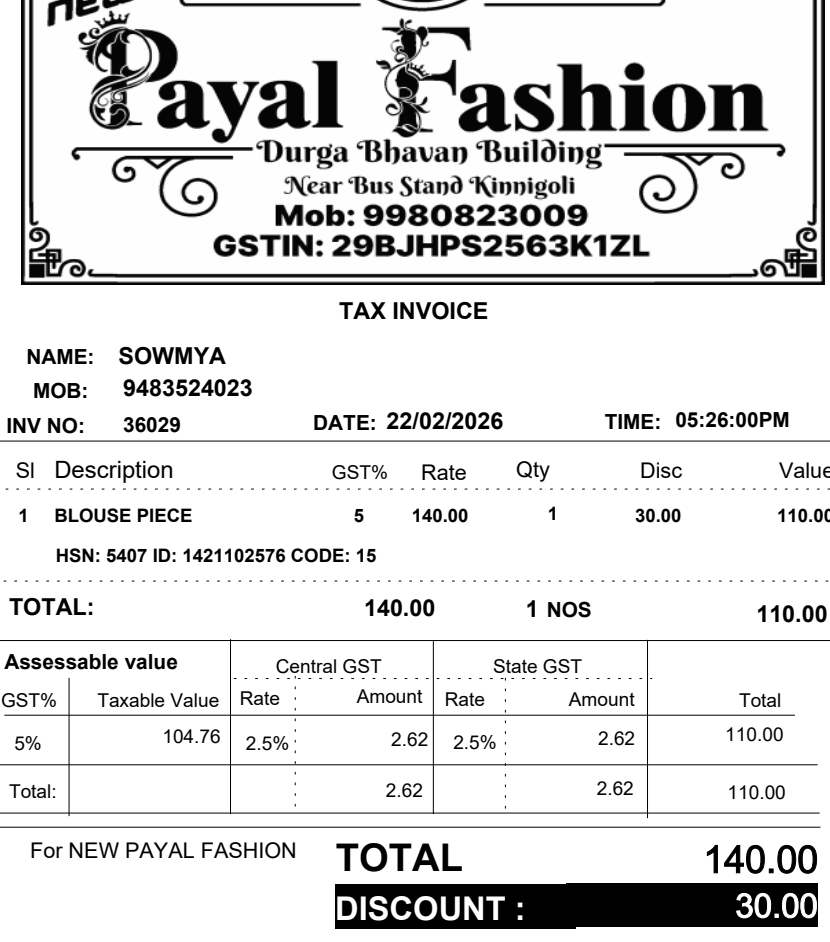 new
Payal Fashion
Durga Bhavan Building
Near Bus Stand Kinnigoli
Mob: 9980823009
GSTIN: 29BJHPS2563K1ZL
TAX INVOICE
NAME: SOWMYA
MOB: 9483524023
INV NO: 36029 DATE: 22/02/2026 TIME: 05:26:00PM
Sl Description GST% Rate Qty Disc Value
1 BLOUSE PIECE 5 140.00 1 30.00 110.00
HSN: 5407 ID: 1421102576 CODE: 15
TOTAL: 140.00 1 NOS 110.00
Assessable value Central GST State GST
GST% Taxable Value Rate Amount Rate Amount Total
5% 104.76 2.5% 2.62 2.5% 2.62 110.00
Total: 2.62 2.62 110.00
For NEW PAYAL FASHION TOTAL 140.00
DISCOUNT : 30.00